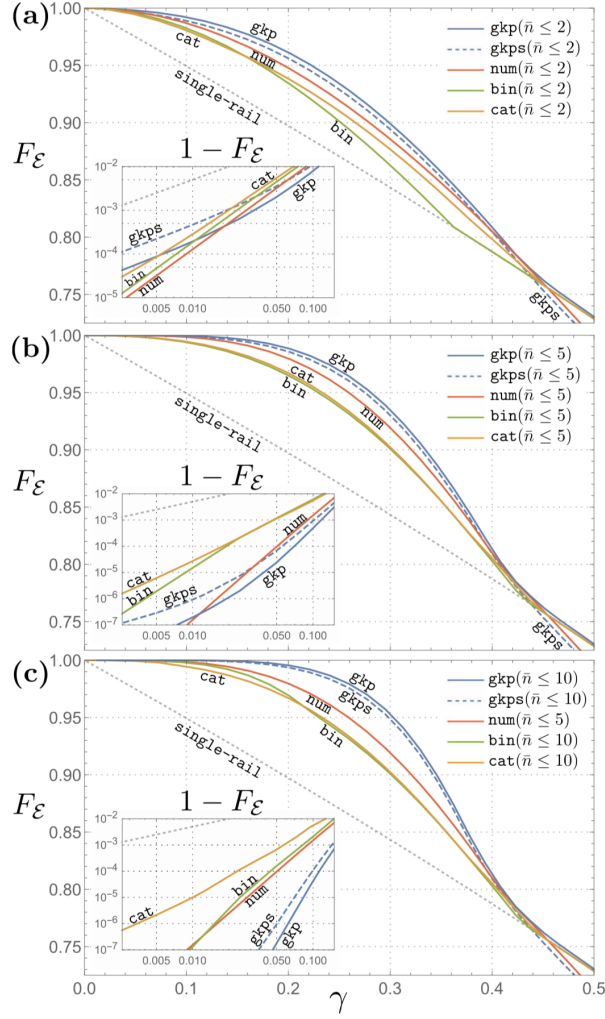 (a)
1.00
0.95
0.90
0.85
0.80
0.75
F_ℰ
gkp
cat
num
single-rail
bin
gkps
gkp(n̄ ≤ 2)
gkps(n̄ ≤ 2)
num(n̄ ≤ 2)
bin(n̄ ≤ 2)
cat(n̄ ≤ 2)
1 − F_ℰ
10⁻²
10⁻³
10⁻⁴
10⁻⁵
gkps
cat
gkp
bin
num
0.005 0.010 0.050 0.100
(b)
1.00
0.95
0.90
0.85
0.80
0.75
F_ℰ
gkp
cat
bin
num
single-rail
gkps
gkp(n̄ ≤ 5)
gkps(n̄ ≤ 5)
num(n̄ ≤ 5)
bin(n̄ ≤ 5)
cat(n̄ ≤ 5)
1 − F_ℰ
10⁻²
10⁻³
10⁻⁴
10⁻⁵
10⁻⁶
10⁻⁷
num
cat
bin
gkps
gkp
0.005 0.010 0.050 0.100
(c)
1.00
0.95
0.90
0.85
0.80
0.75
F_ℰ
cat
gkp
gkps
num
bin
single-rail
gkps
gkp(n̄ ≤ 10)
gkps(n̄ ≤ 10)
num(n̄ ≤ 5)
bin(n̄ ≤ 10)
cat(n̄ ≤ 10)
1 − F_ℰ
10⁻²
10⁻³
10⁻⁴
10⁻⁵
10⁻⁶
10⁻⁷
bin
num
cat
gkps
gkp
0.005 0.010 0.050 0.100
0.0 0.1 0.2 0.3 0.4 0.5
γ